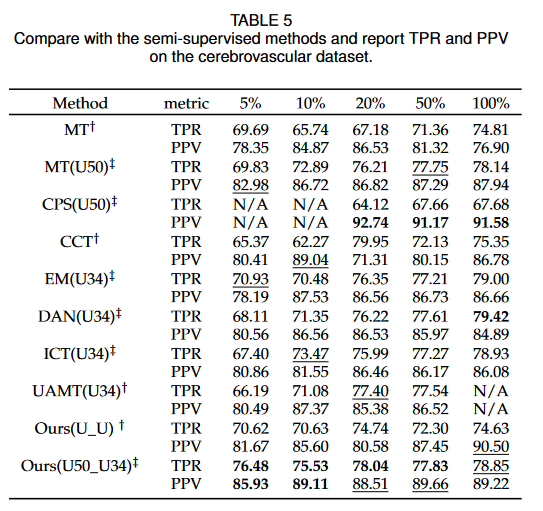 TABLE 5
Compare with the semi-supervised methods and report TPR and PPV
on the cerebrovascular dataset.
Method metric 5% 10% 20% 50% 100%
MT† TPR 69.69 65.74 67.18 71.36 74.81
PPV 78.35 84.87 86.53 81.32 76.90
MT(U50)‡ TPR 69.83 72.89 76.21 77.75 78.14
PPV 82.98 86.72 86.82 87.29 87.94
CPS(U50)‡ TPR N/A N/A 64.12 67.66 67.68
PPV N/A N/A 92.74 91.17 91.58
CCT† TPR 65.37 62.27 79.95 72.13 75.35
PPV 80.41 89.04 71.31 80.15 86.78
EM(U34)‡ TPR 70.93 70.48 76.35 77.21 79.00
PPV 78.19 87.53 86.56 86.73 86.66
DAN(U34)‡ TPR 68.11 71.35 76.22 77.61 79.42
PPV 80.56 86.56 86.53 85.97 84.89
ICT(U34)‡ TPR 67.40 73.47 75.99 77.27 78.93
PPV 80.86 81.55 86.46 86.17 86.08
UAMT(U34)† TPR 66.19 71.08 77.40 77.54 N/A
PPV 80.49 87.37 85.38 86.52 N/A
Ours(U_U) † TPR 70.62 70.63 74.74 72.30 74.63
PPV 81.67 85.60 80.58 87.45 90.50
Ours(U50_U34)‡ TPR 76.48 75.53 78.04 77.83 78.85
PPV 85.93 89.11 88.51 89.66 89.22